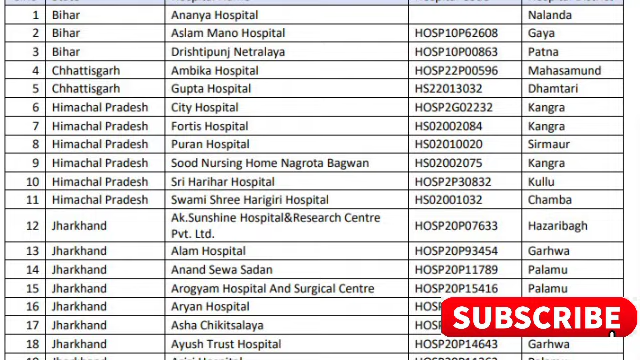 1 Bihar Ananya Hospital Nalanda
2 Bihar Aslam Mano Hospital HOSP10P62608 Gaya
3 Bihar Drishtipunj Netralaya HOSP10P00863 Patna
4 Chhattisgarh Ambika Hospital HOSP22P00596 Mahasamund
5 Chhattisgarh Gupta Hospital HS22013032 Dhamtari
6 Himachal Pradesh City Hospital HOSP2G02232 Kangra
7 Himachal Pradesh Fortis Hospital HS02002084 Kangra
8 Himachal Pradesh Puran Hospital HS02010020 Sirmaur
9 Himachal Pradesh Sood Nursing Home Nagrota Bagwan HS02002075 Kangra
10 Himachal Pradesh Sri Harihar Hospital HOSP2P30832 Kullu
11 Himachal Pradesh Swami Shree Harigiri Hospital HS02001032 Chamba
12 Jharkhand Ak.Sunshine Hospital&Research Centre
Pvt. Ltd. HOSP20P07633 Hazaribagh
13 Jharkhand Alam Hospital HOSP20P93454 Garhwa
14 Jharkhand Anand Sewa Sadan HOSP20P11789 Palamu
15 Jharkhand Arogyam Hospital And Surgical Centre HOSP20P15416 Palamu
16 Jharkhand Aryan Hospital
17 Jharkhand Asha Chikitsalaya
18 Jharkhand Ayush Trust Hospital HOSP20P14643 Garhwa
SUBSCRIBE